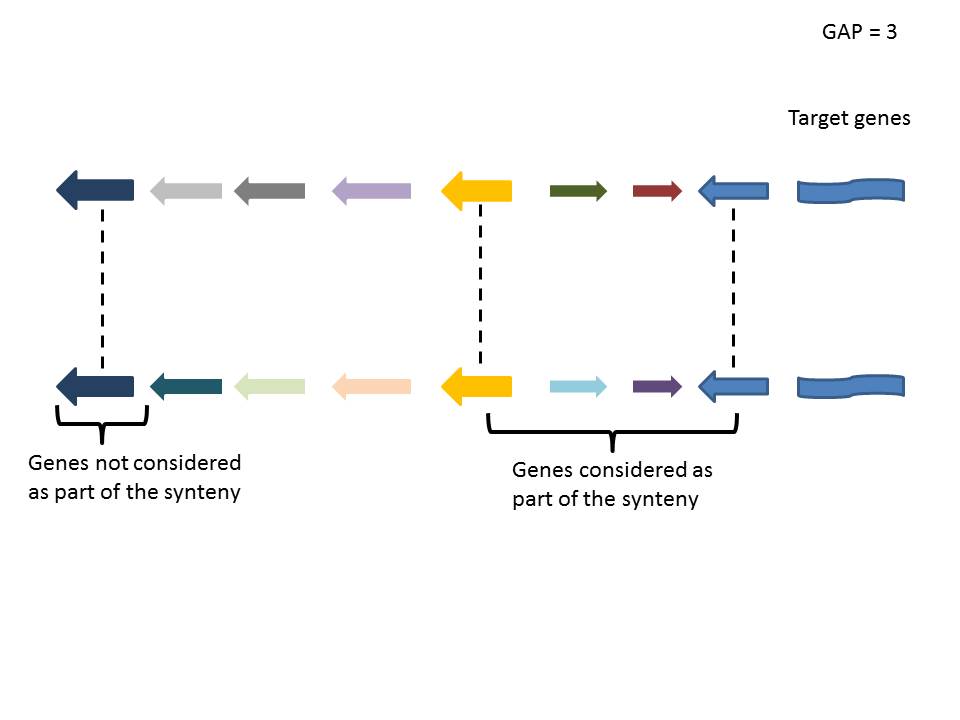 GAP = 3
Target genes
Genes not considered
as part of the synteny
Genes considered as
part of the synteny